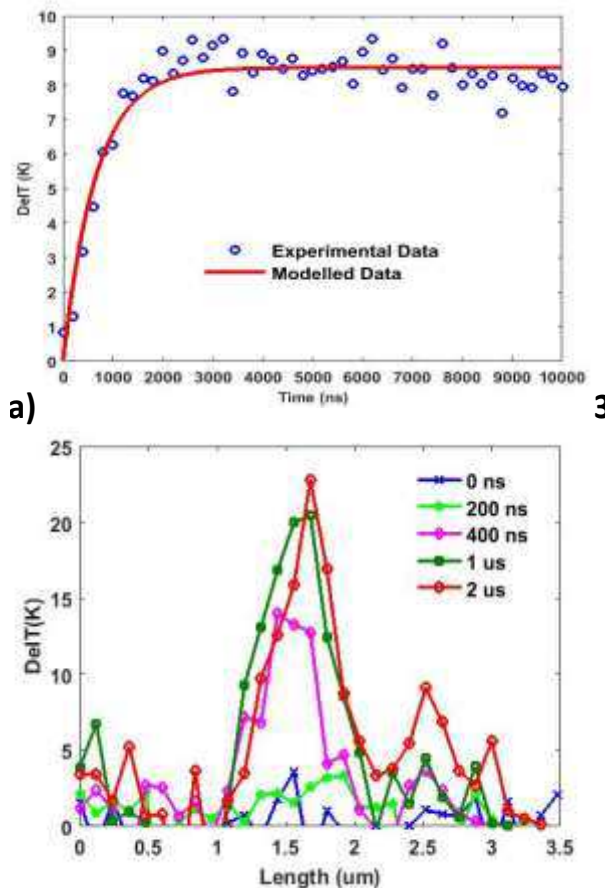 10
9
8
7
6
5
4
3
2
1
0
DelT (K)
Experimental Data
Modelled Data
0 1000 2000 3000 4000 5000 6000 7000 8000 9000 10000
Time (ns)
a)
3
25
20
15
10
5
0
DelT(K)
0 ns
200 ns
400 ns
1 us
2 us
0 0.5 1 1.5 2 2.5 3 3.5
Length (um)